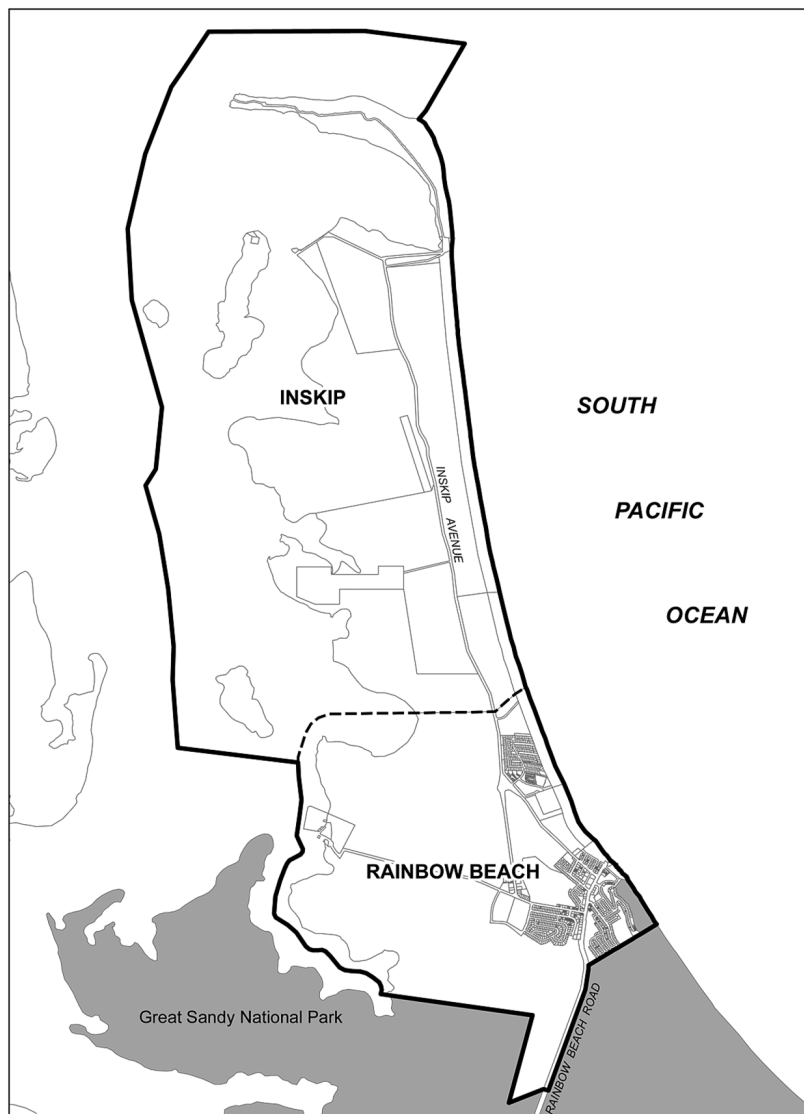 INSKIP
SOUTH
PACIFIC
OCEAN
INSKIP AVENUE
RAINBOW BEACH
Great Sandy National Park
RAINBOW BEACH ROAD